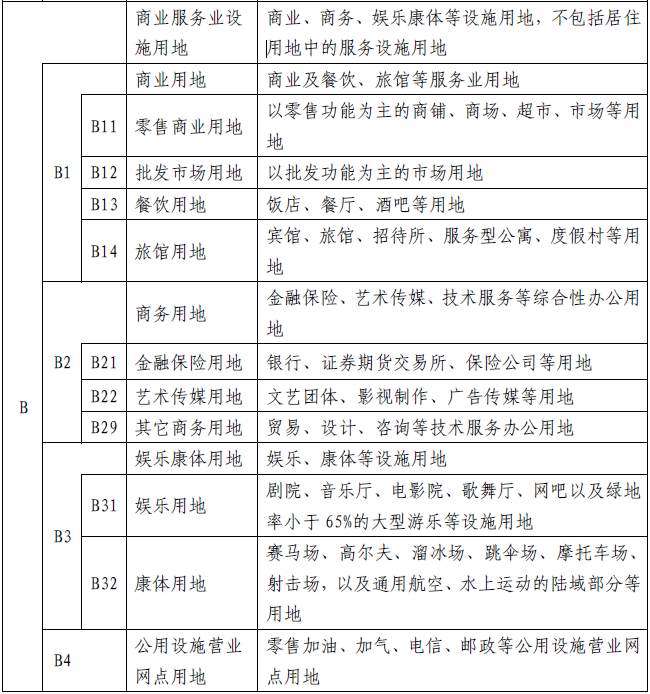 商业服务业设 商业、商务、娱乐康体等设施用地，不包括居住
施用地 用地中的服务设施用地
商业用地 商业及餐饮、旅馆等服务业用地
B11 零售商业用地 以零售功能为主的商铺、商场、超市、市场等用
地
B1 B12 批发市场用地 以批发功能为主的市场用地
B13 餐饮用地 饭店、餐厅、酒吧等用地
B14 旅馆用地 宾馆、旅馆、招待所、服务型公寓、度假村等用
地
商务用地 金融保险、艺术传媒、技术服务等综合性办公用
地
B2 B21 金融保险用地 银行、证券期货交易所、保险公司等用地
B22 艺术传媒用地 文艺团体、影视制作、广告传媒等用地
B B29 其它商务用地 贸易、设计、咨询等技术服务办公用地
娱乐康体用地 娱乐、康体等设施用地
B31 娱乐用地 剧院、音乐厅、电影院、歌舞厅、网吧以及绿地
率小于 65%的大型游乐等设施用地
B3 B32 康体用地 赛马场、高尔夫、溜冰场、跳伞场、摩托车场、
射击场，以及通用航空、水上运动的陆域部分等
用地
B4 公用设施营业 零售加油、加气、电信、邮政等公用设施营业网
网点用地 点用地